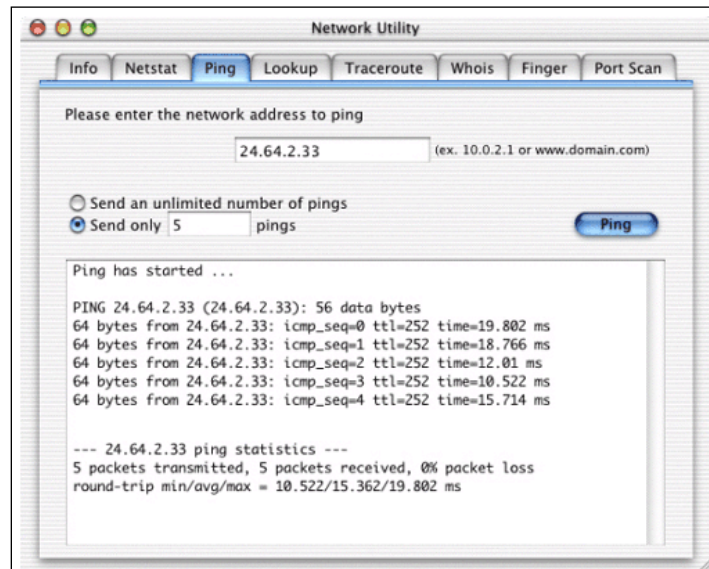 Network Utility
Info Netstat Ping Lookup Traceroute Whois Finger Port Scan
Please enter the network address to ping
24.64.2.33 (ex. 10.0.2.1 or www.domain.com)
Send an unlimited number of pings
Send only 5 pings
Ping
Ping has started ...
PING 24.64.2.33 (24.64.2.33): 56 data bytes
64 bytes from 24.64.2.33: icmp_seq=0 ttl=252 time=19.802 ms
64 bytes from 24.64.2.33: icmp_seq=1 ttl=252 time=18.766 ms
64 bytes from 24.64.2.33: icmp_seq=2 ttl=252 time=12.01 ms
64 bytes from 24.64.2.33: icmp_seq=3 ttl=252 time=10.522 ms
64 bytes from 24.64.2.33: icmp_seq=4 ttl=252 time=15.714 ms
--- 24.64.2.33 ping statistics ---
5 packets transmitted, 5 packets received, 0% packet loss
round-trip min/avg/max = 10.522/15.362/19.802 ms